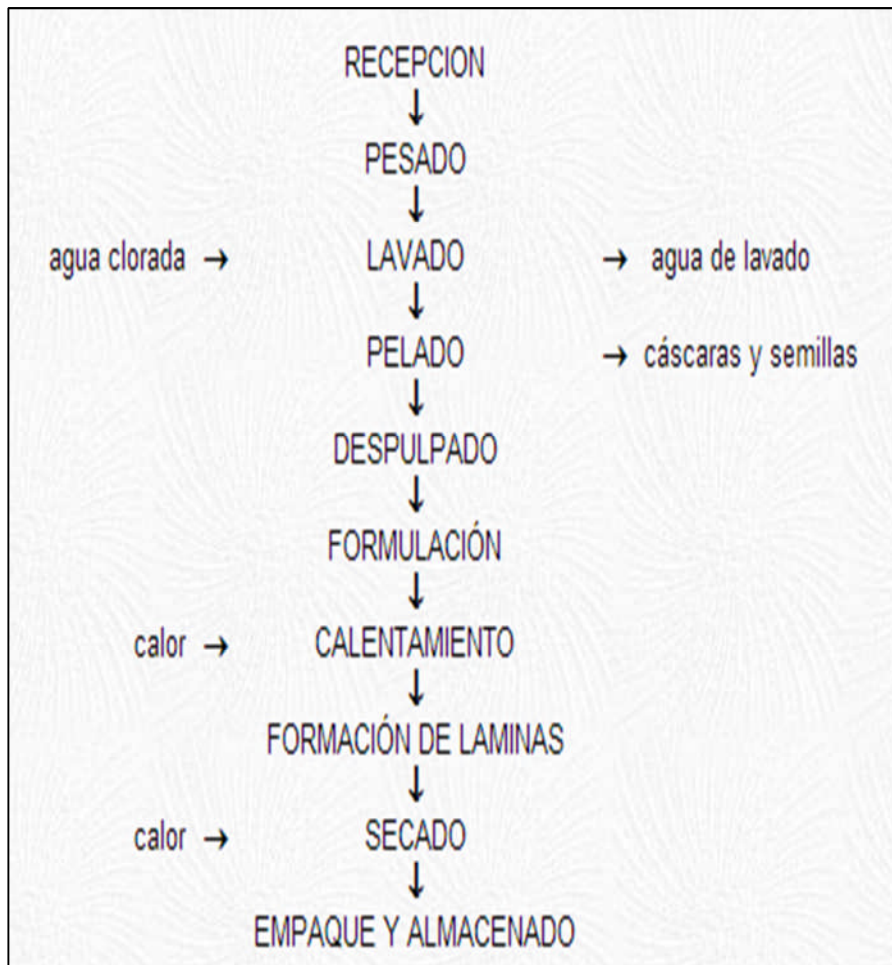 RECEPCION
↓
PESADO
↓
agua clorada → LAVADO → agua de lavado
↓
PELADO → cáscaras y semillas
↓
DESPULPADO
↓
FORMULACIÓN
↓
calor → CALENTAMIENTO
↓
FORMACIÓN DE LAMINAS
↓
calor → SECADO
↓
EMPAQUE Y ALMACENADO